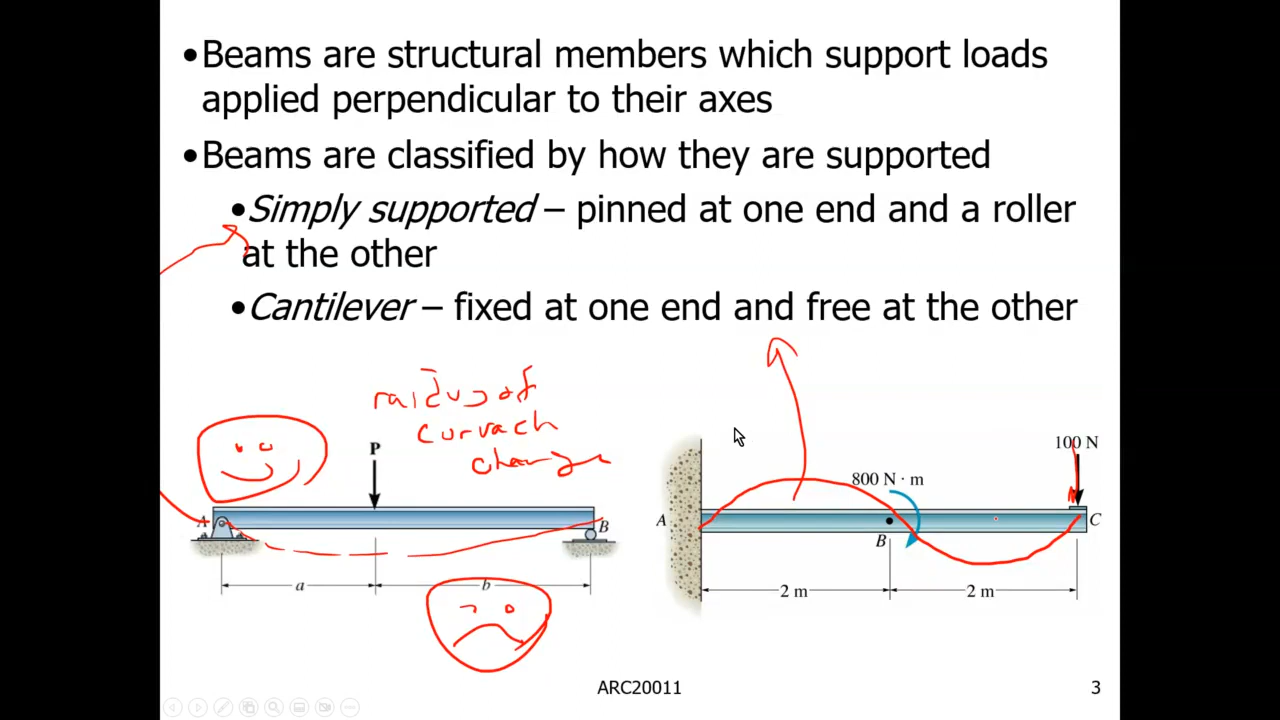 •Beams are structural members which support loads
applied perpendicular to their axes
•Beams are classified by how they are supported
•Simply supported – pinned at one end and a roller
at the other
•Cantilever – fixed at one end and free at the other
raidus of
curvach
change
P
A
B
a
b
100 N
800 N · m
A
B
C
2 m
2 m
ARC20011
3